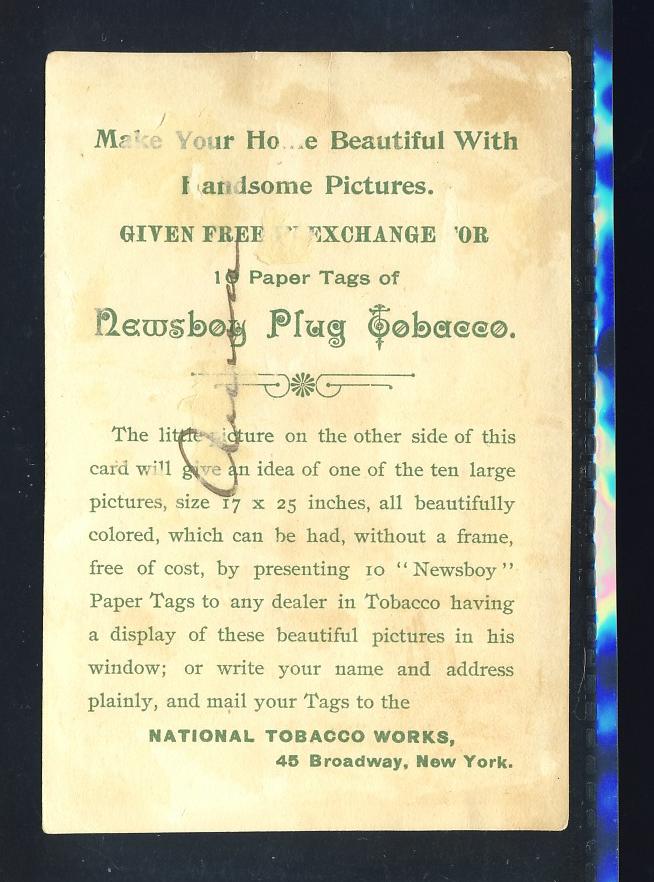 Make Your Ho e Beautiful With
andsome Pictures.
GIVEN FREE EXCHANGE OR
10 Paper Tags of
Newsboy Plug Tobacco.
The little picture on the other side of this
card will give an idea of one of the ten large
pictures, size 17 x 25 inches, all beautifully
colored, which can be had, without a frame,
free of cost, by presenting 10 "Newsboy"
Paper Tags to any dealer in Tobacco having
a display of these beautiful pictures in his
window; or write your name and address
plainly, and mail your Tags to the
NATIONAL TOBACCO WORKS,
45 Broadway, New York.